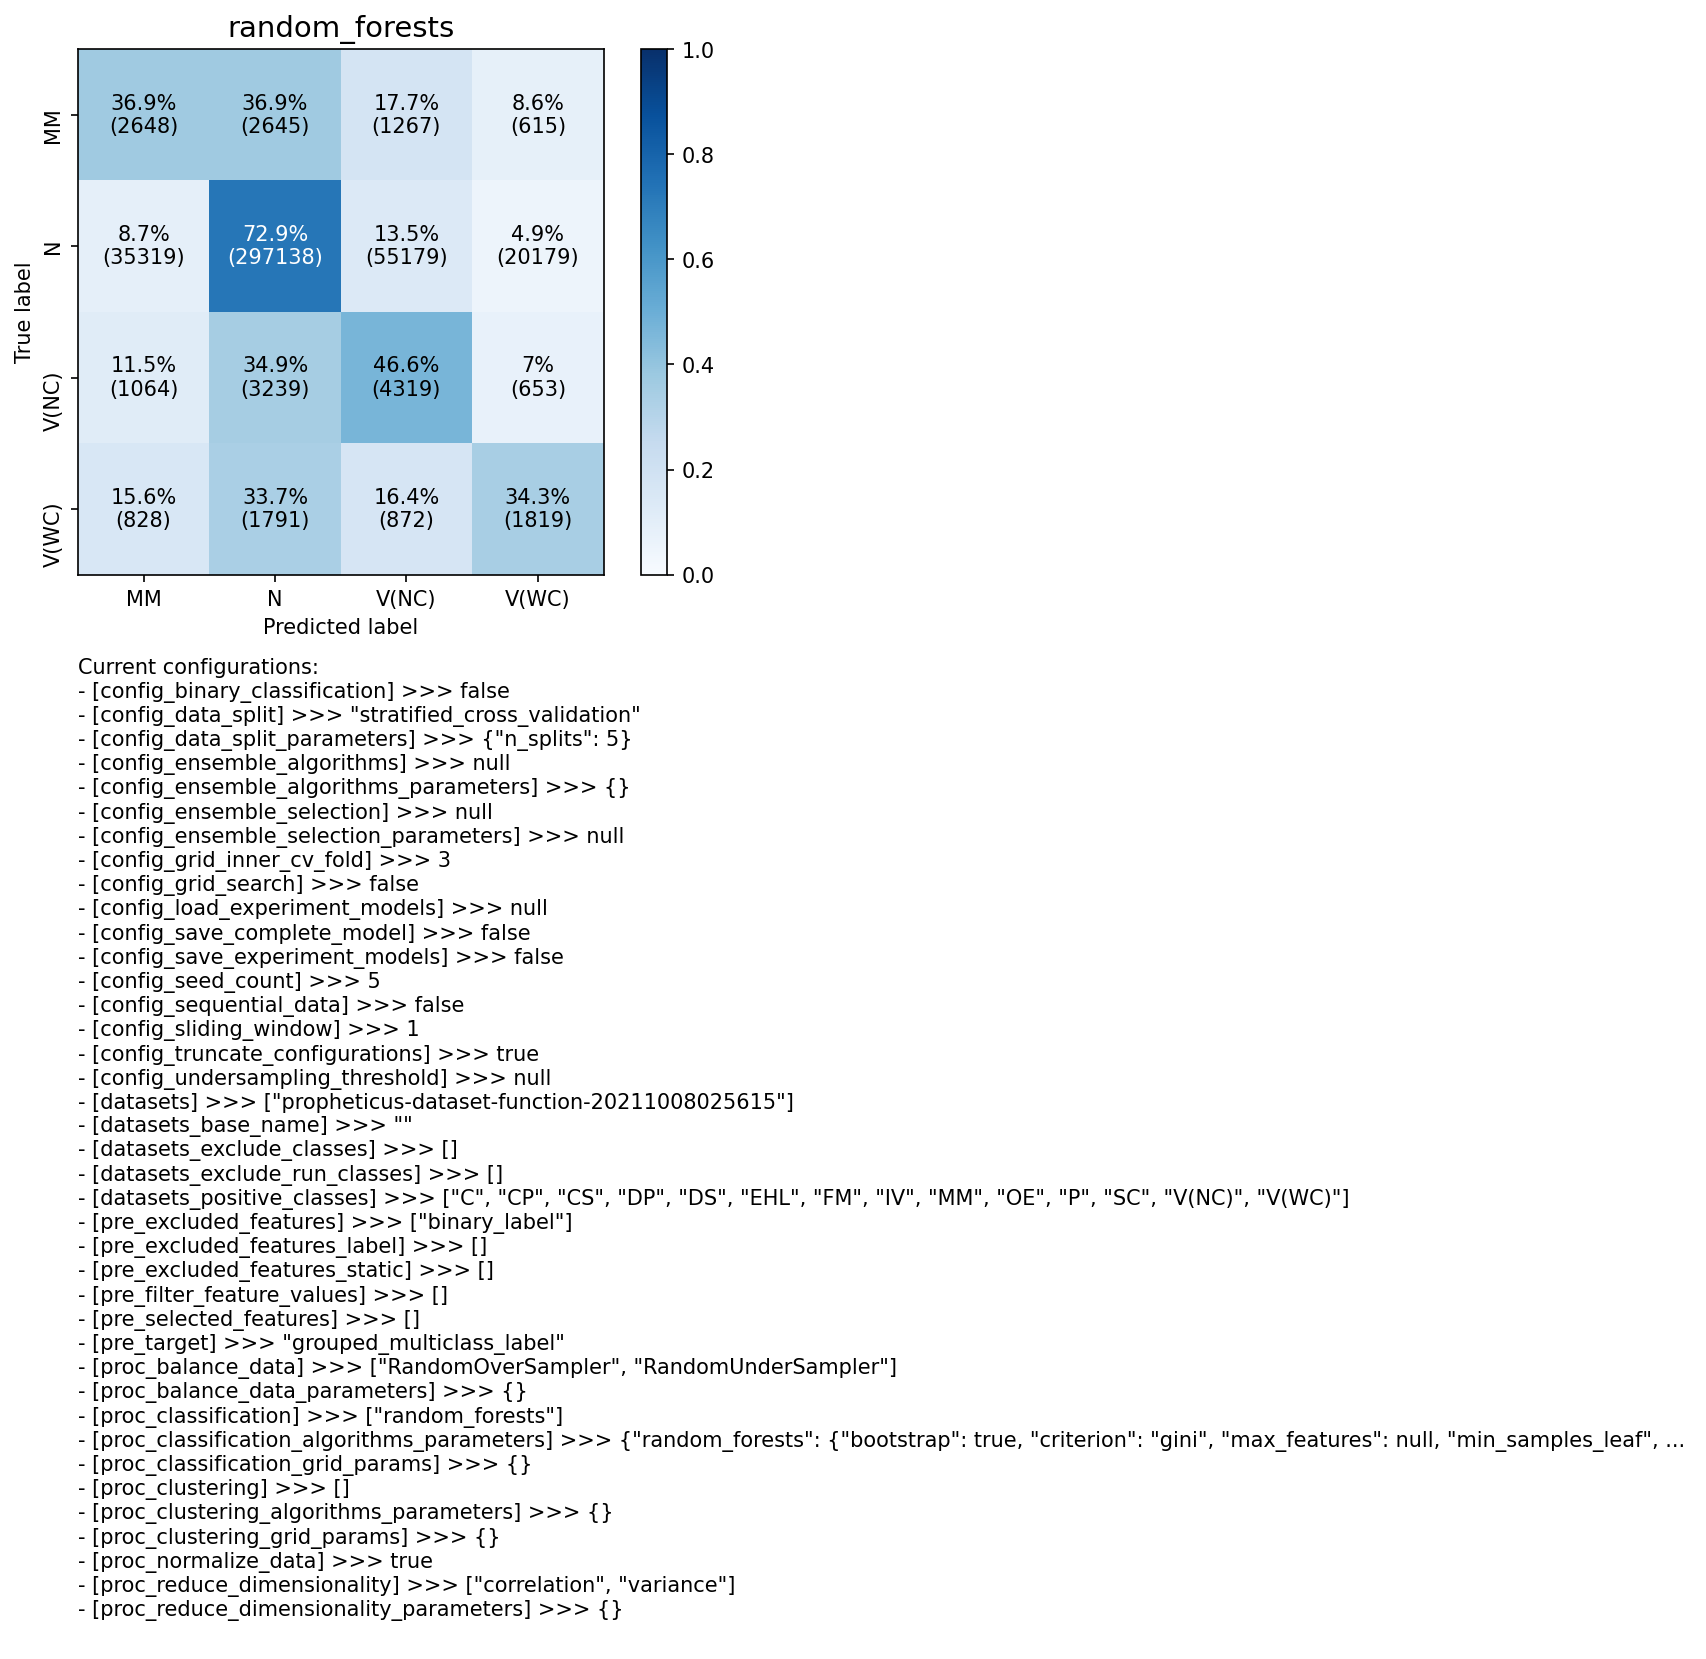 random_forests
36.9% 36.9% 17.7% 8.6%
(2648) (2645) (1267) (615)
8.7% 72.9% 13.5% 4.9%
(35319) (297138) (55179) (20179)
11.5% 34.9% 46.6% 7%
(1064) (3239) (4319) (653)
15.6% 33.7% 16.4% 34.3%
(828) (1791) (872) (1819)
True label
MM
N
V(NC)
V(WC)
MM N V(NC) V(WC)
Predicted label
1.0
0.8
0.6
0.4
0.2
0.0
Current configurations:
- [config_binary_classification] >>> false
- [config_data_split] >>> "stratified_cross_validation"
- [config_data_split_parameters] >>> {"n_splits": 5}
- [config_ensemble_algorithms] >>> null
- [config_ensemble_algorithms_parameters] >>> {}
- [config_ensemble_selection] >>> null
- [config_ensemble_selection_parameters] >>> null
- [config_grid_inner_cv_fold] >>> 3
- [config_grid_search] >>> false
- [config_load_experiment_models] >>> null
- [config_save_complete_model] >>> false
- [config_save_experiment_models] >>> false
- [config_seed_count] >>> 5
- [config_sequential_data] >>> false
- [config_sliding_window] >>> 1
- [config_truncate_configurations] >>> true
- [config_undersampling_threshold] >>> null
- [datasets] >>> ["propheticus-dataset-function-20211008025615"]
- [datasets_base_name] >>> ""
- [datasets_exclude_classes] >>> []
- [datasets_exclude_run_classes] >>> []
- [datasets_positive_classes] >>> ["C", "CP", "CS", "DP", "DS", "EHL", "FM", "IV", "MM", "OE", "P", "SC", "V(NC)", "V(WC)"]
- [pre_excluded_features] >>> ["binary_label"]
- [pre_excluded_features_label] >>> []
- [pre_excluded_features_static] >>> []
- [pre_filter_feature_values] >>> []
- [pre_selected_features] >>> []
- [pre_target] >>> "grouped_multiclass_label"
- [proc_balance_data] >>> ["RandomOverSampler", "RandomUnderSampler"]
- [proc_balance_data_parameters] >>> {}
- [proc_classification] >>> ["random_forests"]
- [proc_classification_algorithms_parameters] >>> {"random_forests": {"bootstrap": true, "criterion": "gini", "max_features": null, "min_samples_leaf", ...
- [proc_classification_grid_params] >>> {}
- [proc_clustering] >>> []
- [proc_clustering_algorithms_parameters] >>> {}
- [proc_clustering_grid_params] >>> {}
- [proc_normalize_data] >>> true
- [proc_reduce_dimensionality] >>> ["correlation", "variance"]
- [proc_reduce_dimensionality_parameters] >>> {}